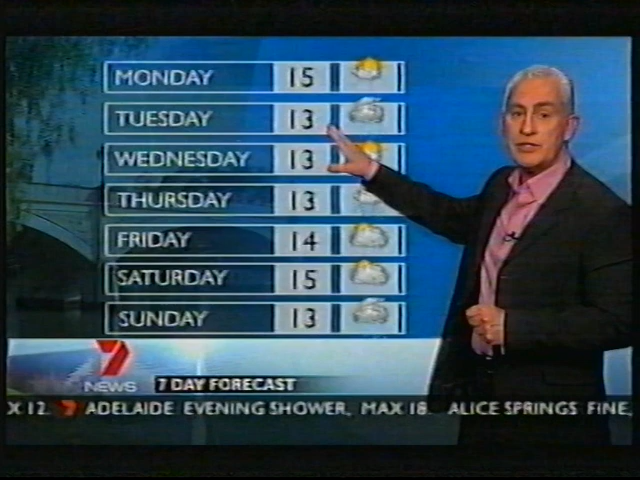 MONDAY 15
TUESDAY 13
WEDNESDAY 13
THURSDAY 13
FRIDAY 14
SATURDAY 15
SUNDAY 13
7
NEWS
7 DAY FORECAST
X 12. 7 ADELAIDE EVENING SHOWER, MAX 18. ALICE SPRINGS FINE,